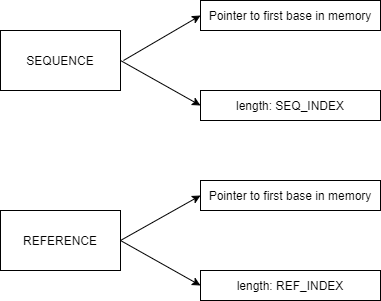 Pointer to first base in memory
SEQUENCE
length: SEQ_INDEX
Pointer to first base in memory
REFERENCE
length: REF_INDEX